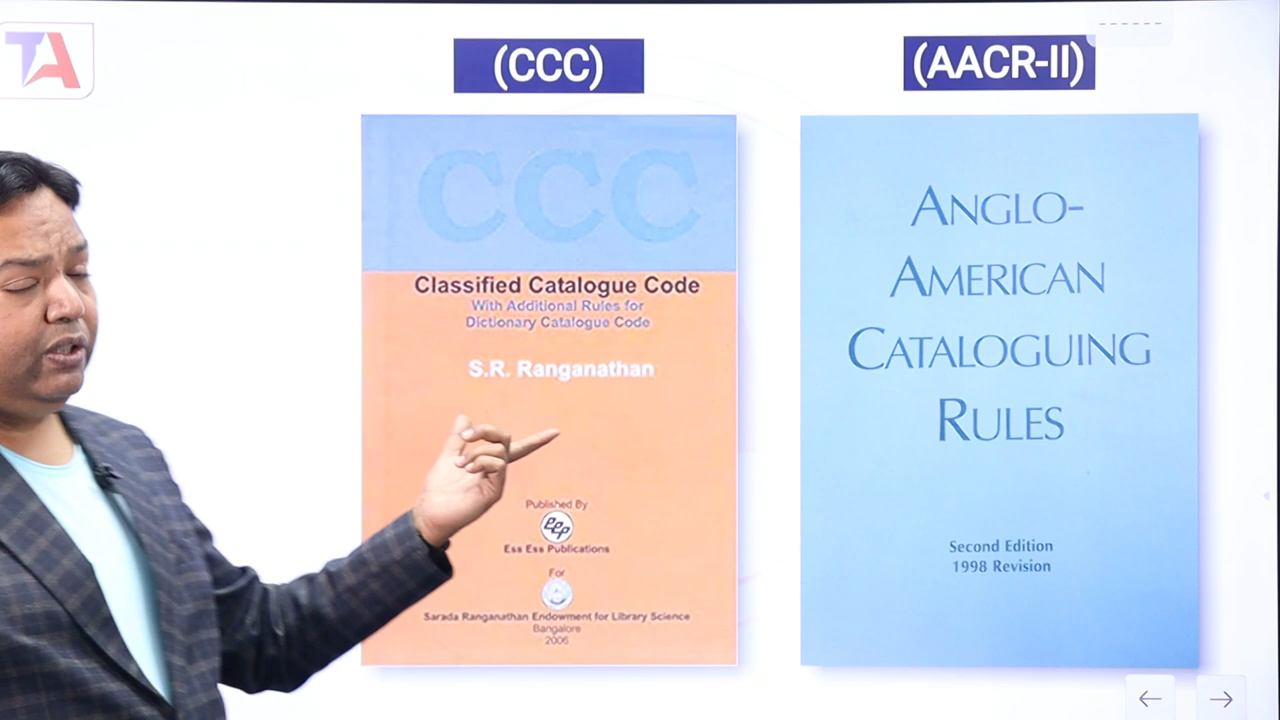 TA
(CCC)
CCC
Classified Catalogue Code
With Additional Rules for
Dictionary Catalogue Code
S.R. Ranganathan
Published By
eep
Ess Ess Publications
For
Sarada Ranganathan Endowment for Library Science
Bangalore
2006
(AACR-II)
ANGLO-
AMERICAN
CATALOGUING
RULES
Second Edition
1998 Revision